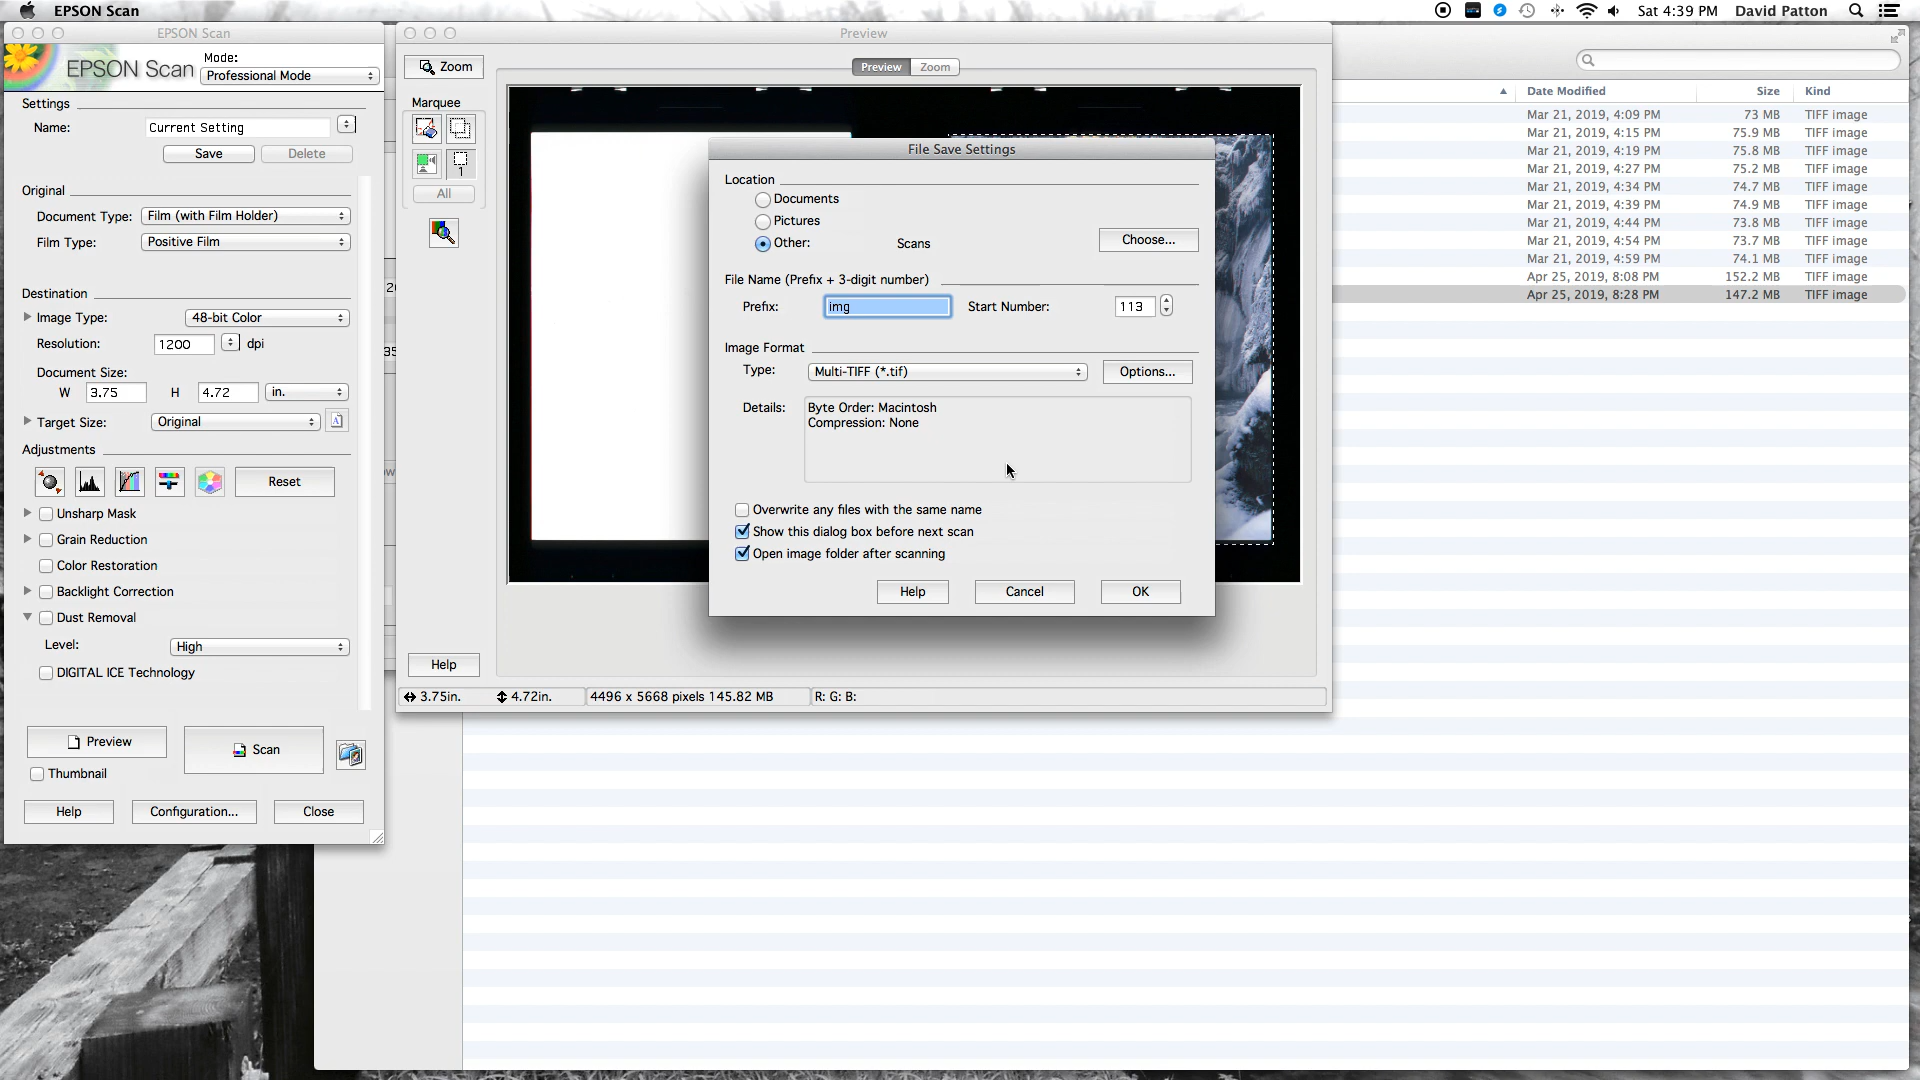 EPSON Scan
Sat 4:39 PM David Patton
EPSON Scan
EPSON Scan
Mode:
Professional Mode
Settings
Name: Current Setting
Save Delete
Original
Document Type: Film (with Film Holder)
Film Type: Positive Film
Destination
Image Type: 48-bit Color
Resolution: 1200 dpi
Document Size:
W 3.75 H 4.72 in.
Target Size: Original
Adjustments
Reset
Unsharp Mask
Grain Reduction
Color Restoration
Backlight Correction
Dust Removal
Level: High
DIGITAL ICE Technology
Preview Scan
Thumbnail
Help Configuration... Close
Preview
Zoom
Preview Zoom
Marquee
1
All
Help
3.75in. 4.72in. 4496 x 5668 pixels 145.82 MB R: G: B:
File Save Settings
Location
Documents
Pictures
Other: Scans Choose...
File Name (Prefix + 3-digit number)
Prefix: img Start Number: 113
Image Format
Type: Multi-TIFF (*.tif) Options...
Details: Byte Order: Macintosh
Compression: None
Overwrite any files with the same name
Show this dialog box before next scan
Open image folder after scanning
Help Cancel OK
Date Modified Size Kind
Mar 21, 2019, 4:09 PM 73 MB TIFF image
Mar 21, 2019, 4:15 PM 75.9 MB TIFF image
Mar 21, 2019, 4:19 PM 75.8 MB TIFF image
Mar 21, 2019, 4:27 PM 75.2 MB TIFF image
Mar 21, 2019, 4:34 PM 74.7 MB TIFF image
Mar 21, 2019, 4:39 PM 74.9 MB TIFF image
Mar 21, 2019, 4:44 PM 73.8 MB TIFF image
Mar 21, 2019, 4:54 PM 73.7 MB TIFF image
Mar 21, 2019, 4:59 PM 74.1 MB TIFF image
Apr 25, 2019, 8:08 PM 152.2 MB TIFF image
Apr 25, 2019, 8:28 PM 147.2 MB TIFF image